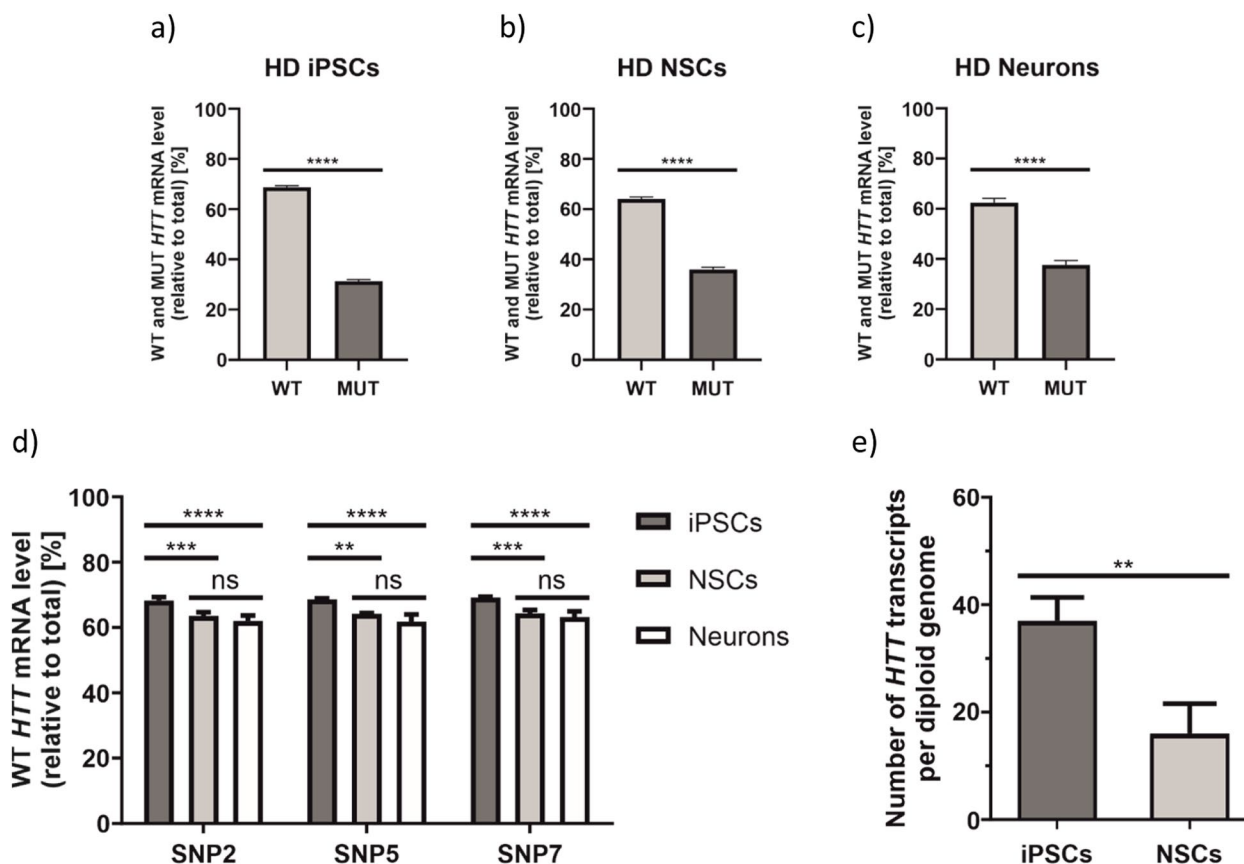 a)
HD iPSCs
WT and MUT HTT mRNA level
(relative to total) [%]
100
80
60
40
20
0
****
WT
MUT
b)
HD NSCs
WT and MUT HTT mRNA level
(relative to total) [%]
100
80
60
40
20
0
****
WT
MUT
c)
HD Neurons
WT and MUT HTT mRNA level
(relative to total) [%]
100
80
60
40
20
0
****
WT
MUT
d)
WT HTT mRNA level
(relative to total) [%]
100
80
60
40
20
0
****
***
ns
****
**
ns
****
***
ns
SNP2
SNP5
SNP7
iPSCs
NSCs
Neurons
e)
Number of HTT transcripts
per diploid genome
60
40
20
0
**
iPSCs
NSCs